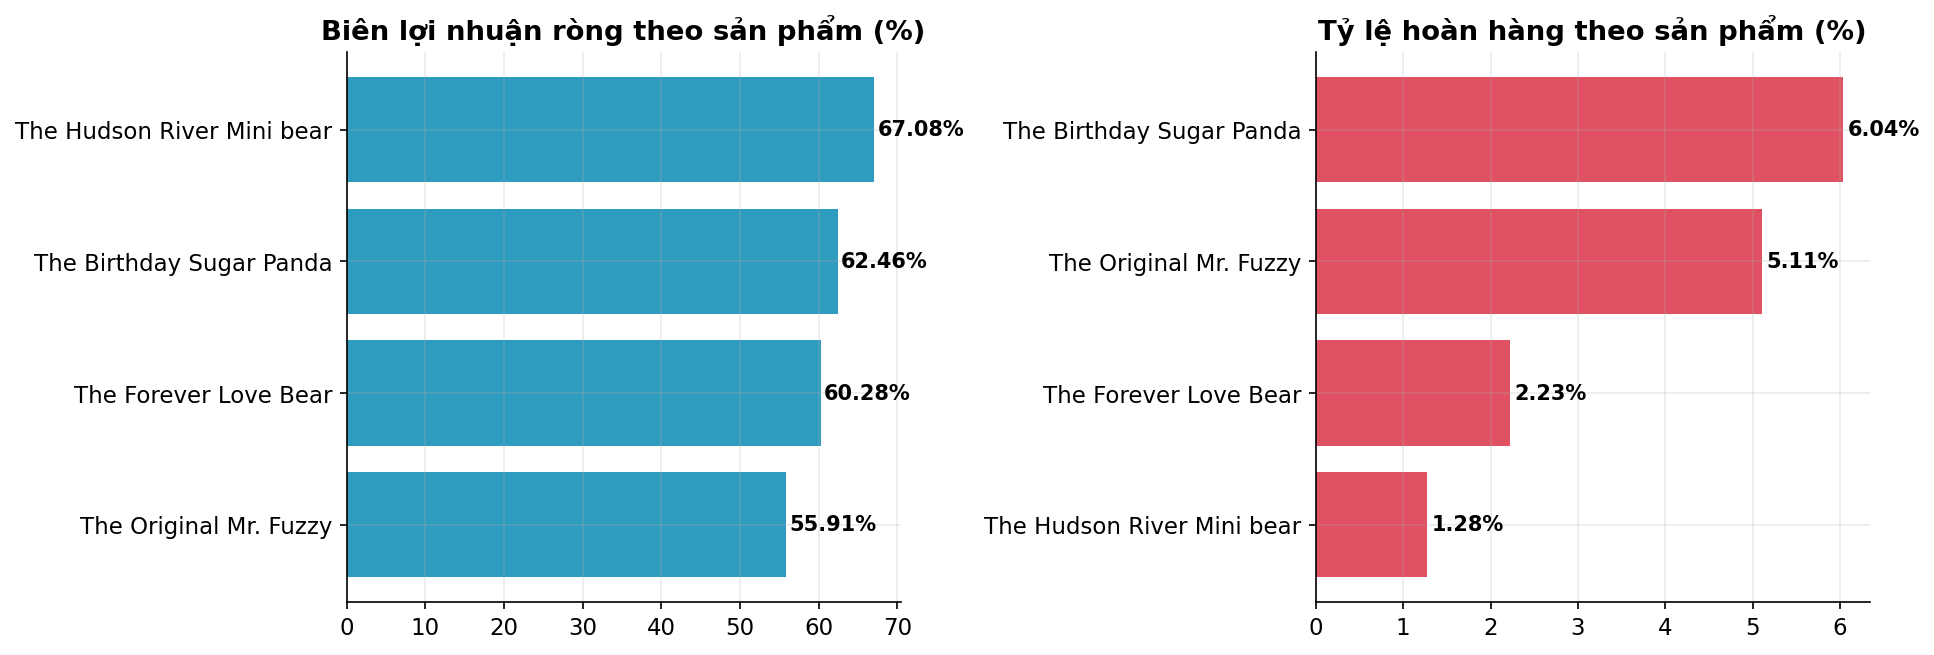 Biên lợi nhuận ròng theo sản phẩm (%)
The Hudson River Mini bear
67.08%
The Birthday Sugar Panda
62.46%
The Forever Love Bear
60.28%
The Original Mr. Fuzzy
55.91%
0 10 20 30 40 50 60 70
Tỷ lệ hoàn hàng theo sản phẩm (%)
The Birthday Sugar Panda
6.04%
The Original Mr. Fuzzy
5.11%
The Forever Love Bear
2.23%
The Hudson River Mini bear
1.28%
0 1 2 3 4 5 6